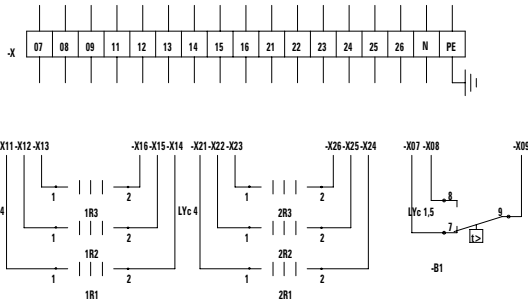 -X 07 08 09 11 12 13 14 15 16 21 22 23 24 25 26 N PE
X11 -X12 -X13 -X16 -X15 -X14 -X21 -X22 -X23 -X26 -X25 -X24 -X07 -X08 -X09
1 2 1 2 8
4 1R3 LYc 4 2R3 LYc 1,5 9
1 2 1 2 7
t>
1R2 2R2
1 2 1 2 -B1
1R1 2R1